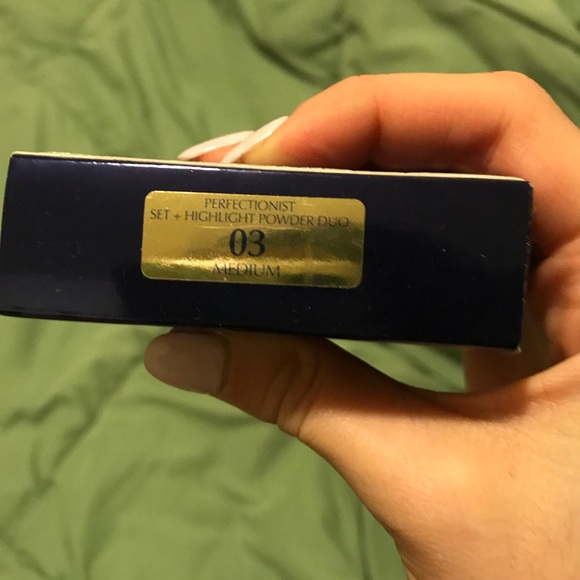 PERFECTIONIST
SET + HIGHLIGHT POWDER DUO
03
MEDIUM